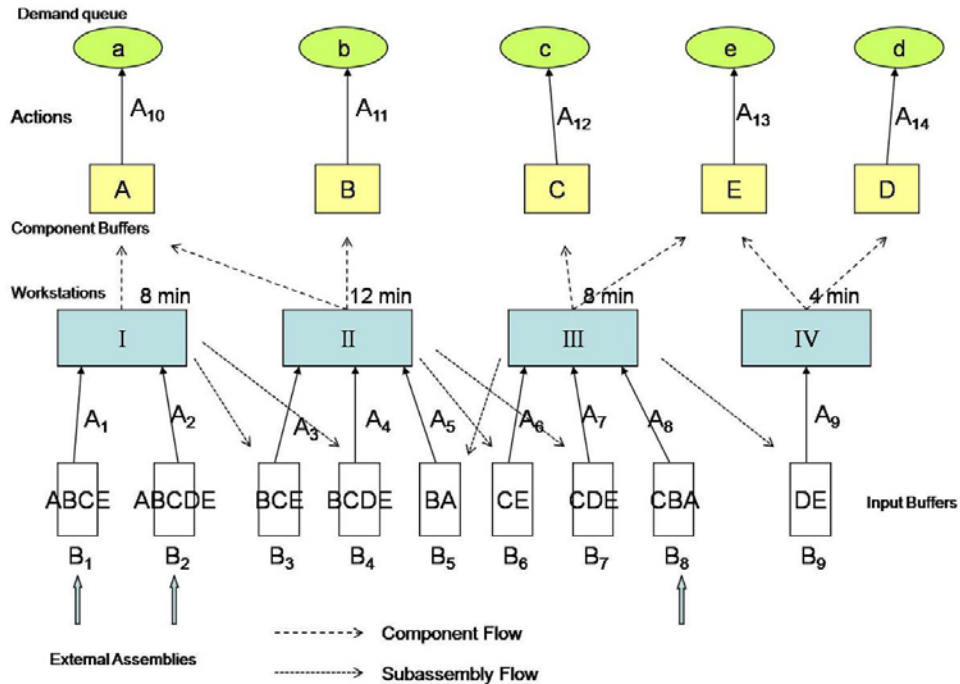 Demand queue
a b c e d
Actions
A10 A11 A12 A13 A14
A B C E D
Component Buffers
Workstations
8 min 12 min 8 min 4 min
I II III IV
A1 A2 A3 A4 A5 A6 A7 A8 A9
ABCE ABCDE BCE BCDE BA CE CDE CBA DE
Input Buffers
B1 B2 B3 B4 B5 B6 B7 B8 B9
Component Flow
External Assemblies
Subassembly Flow